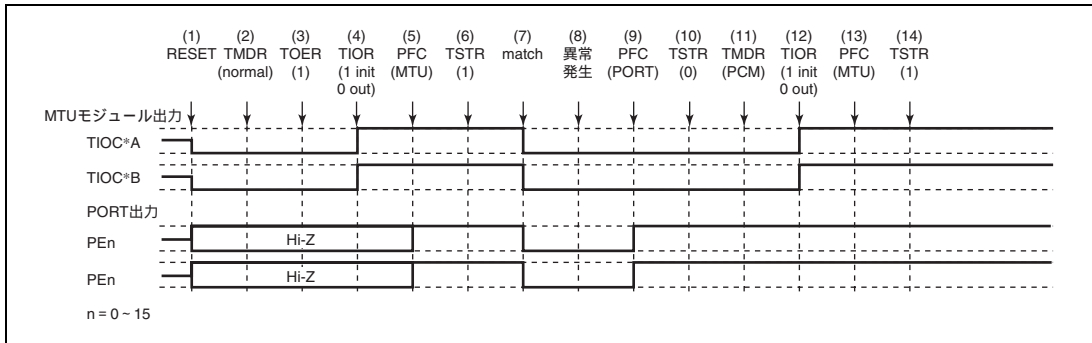 (1) (2) (3) (4) (5) (6) (7) (8) (9) (10) (11) (12) (13) (14)
RESET TMDR TOER TIOR PFC TSTR match 異常 PFC TSTR TMDR TIOR PFC TSTR
(normal) (1) (1 init (MTU) (1) 発生 (PORT) (0) (PCM) (1 init (MTU) (1)
0 out) 0 out)
MTUモジュール出力
TIOC*A
TIOC*B
PORT出力
PEn Hi-Z
PEn Hi-Z
n = 0 ~ 15